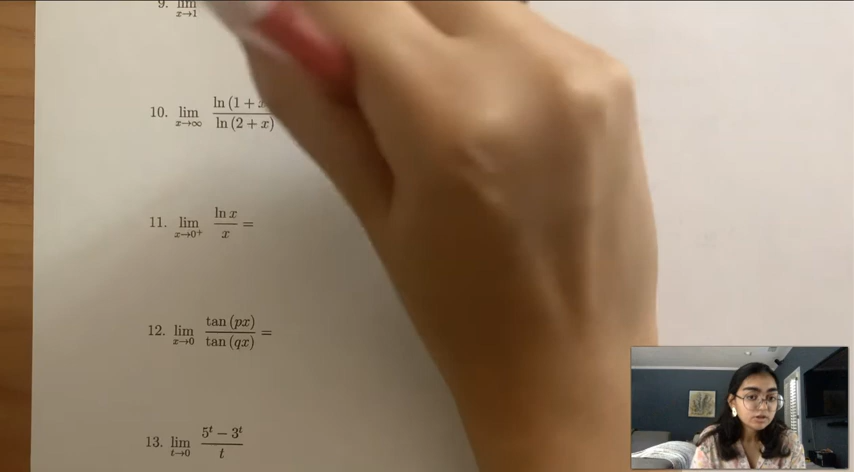 9. lim x→1
10. lim x→∞ ln (1 + / ln (2 + x)
11. lim x→0⁺ ln x / x =
12. lim x→0 tan (px) / tan (qx) =
13. lim t→0 5ᵗ − 3ᵗ / t